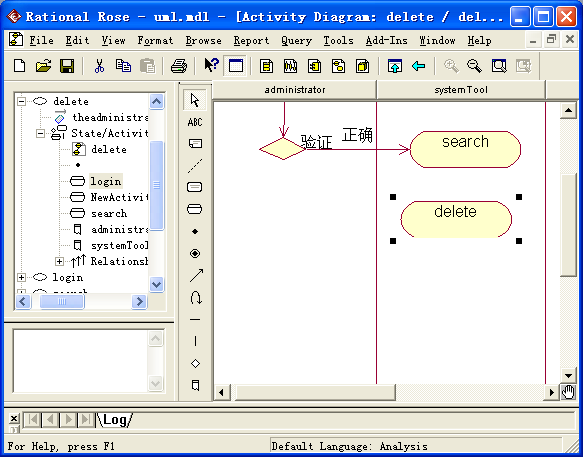 Rational Rose - uml.mdl - [Activity Diagram: delete / del...
File Edit View Format Browse Report Query Tools Add-Ins Window Help
delete
theadministra
State/Activit
delete
login
NewActivit
search
administra
systemTool
Relationsh
login
ABC
administrator
systemTool
验证
正确
search
delete
Log
For Help, press F1
Default Language: Analysis